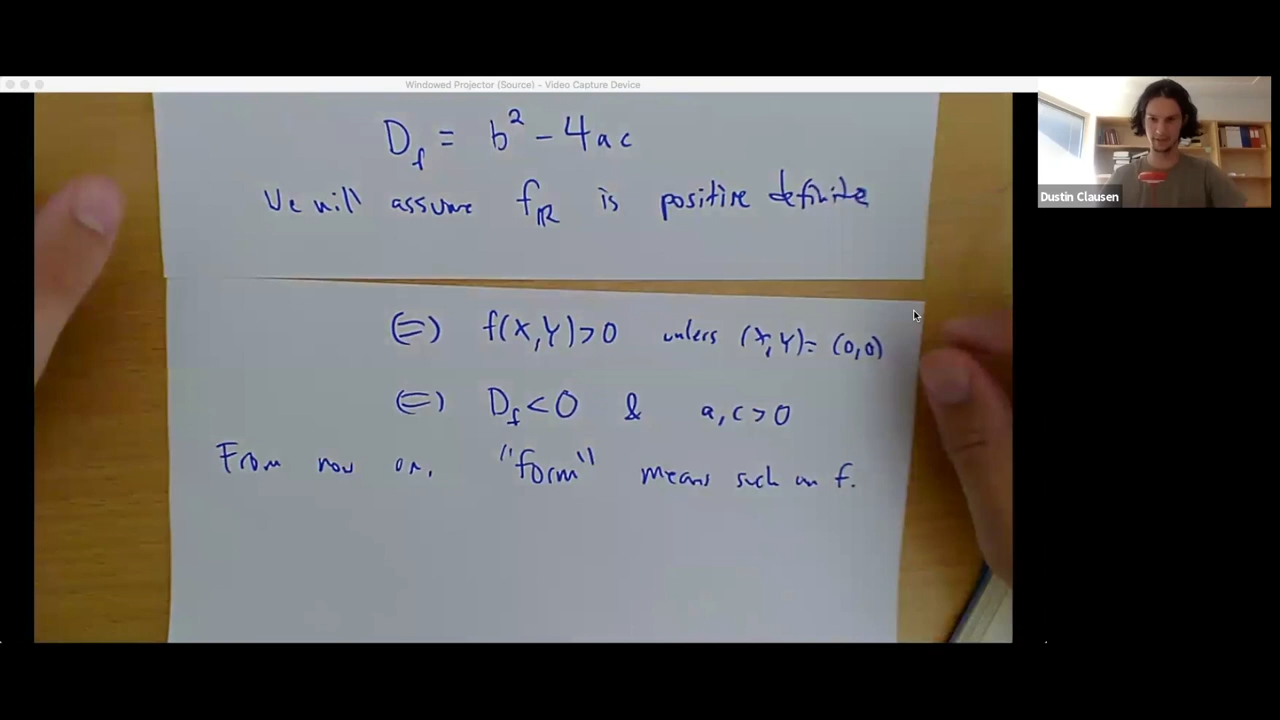 Windowed Projector (Source) - Video Capture Device
D_f = b² - 4ac
We will assume f_ℝ is positive definite
⇔ f(X,Y)>0 unless (X,Y)=(0,0)
⇔ D_f<0 & a,c>0
From now on, "form" means such an f.
Dustin Clausen